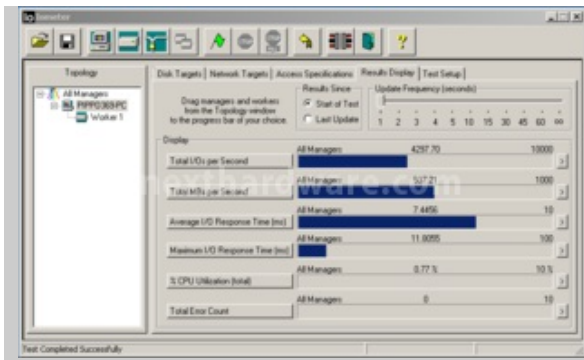 Iometer
Topology
All Managers
PIPPO365-PC
Worker 1
Disk Targets
Network Targets
Access Specifications
Results Display
Test Setup
Drag managers and workers
from the Topology window
to the progress bar of your choice.
Results Since
Start of Test
Last Update
Update Frequency (seconds)
1 2 3 4 5 10 15 30 45 60 ∞
Display
Total I/Os per Second
All Managers 4297.70 10000
Total MBs per Second
All Managers 537.21 1000
Average I/O Response Time (ms)
All Managers 7.4456 10
Maximum I/O Response Time (ms)
All Managers 11.8055 100
% CPU Utilization (total)
All Managers 0.77 % 10 %
Total Error Count
All Managers 0 10
nexthardware.com
Test Completed Successfully